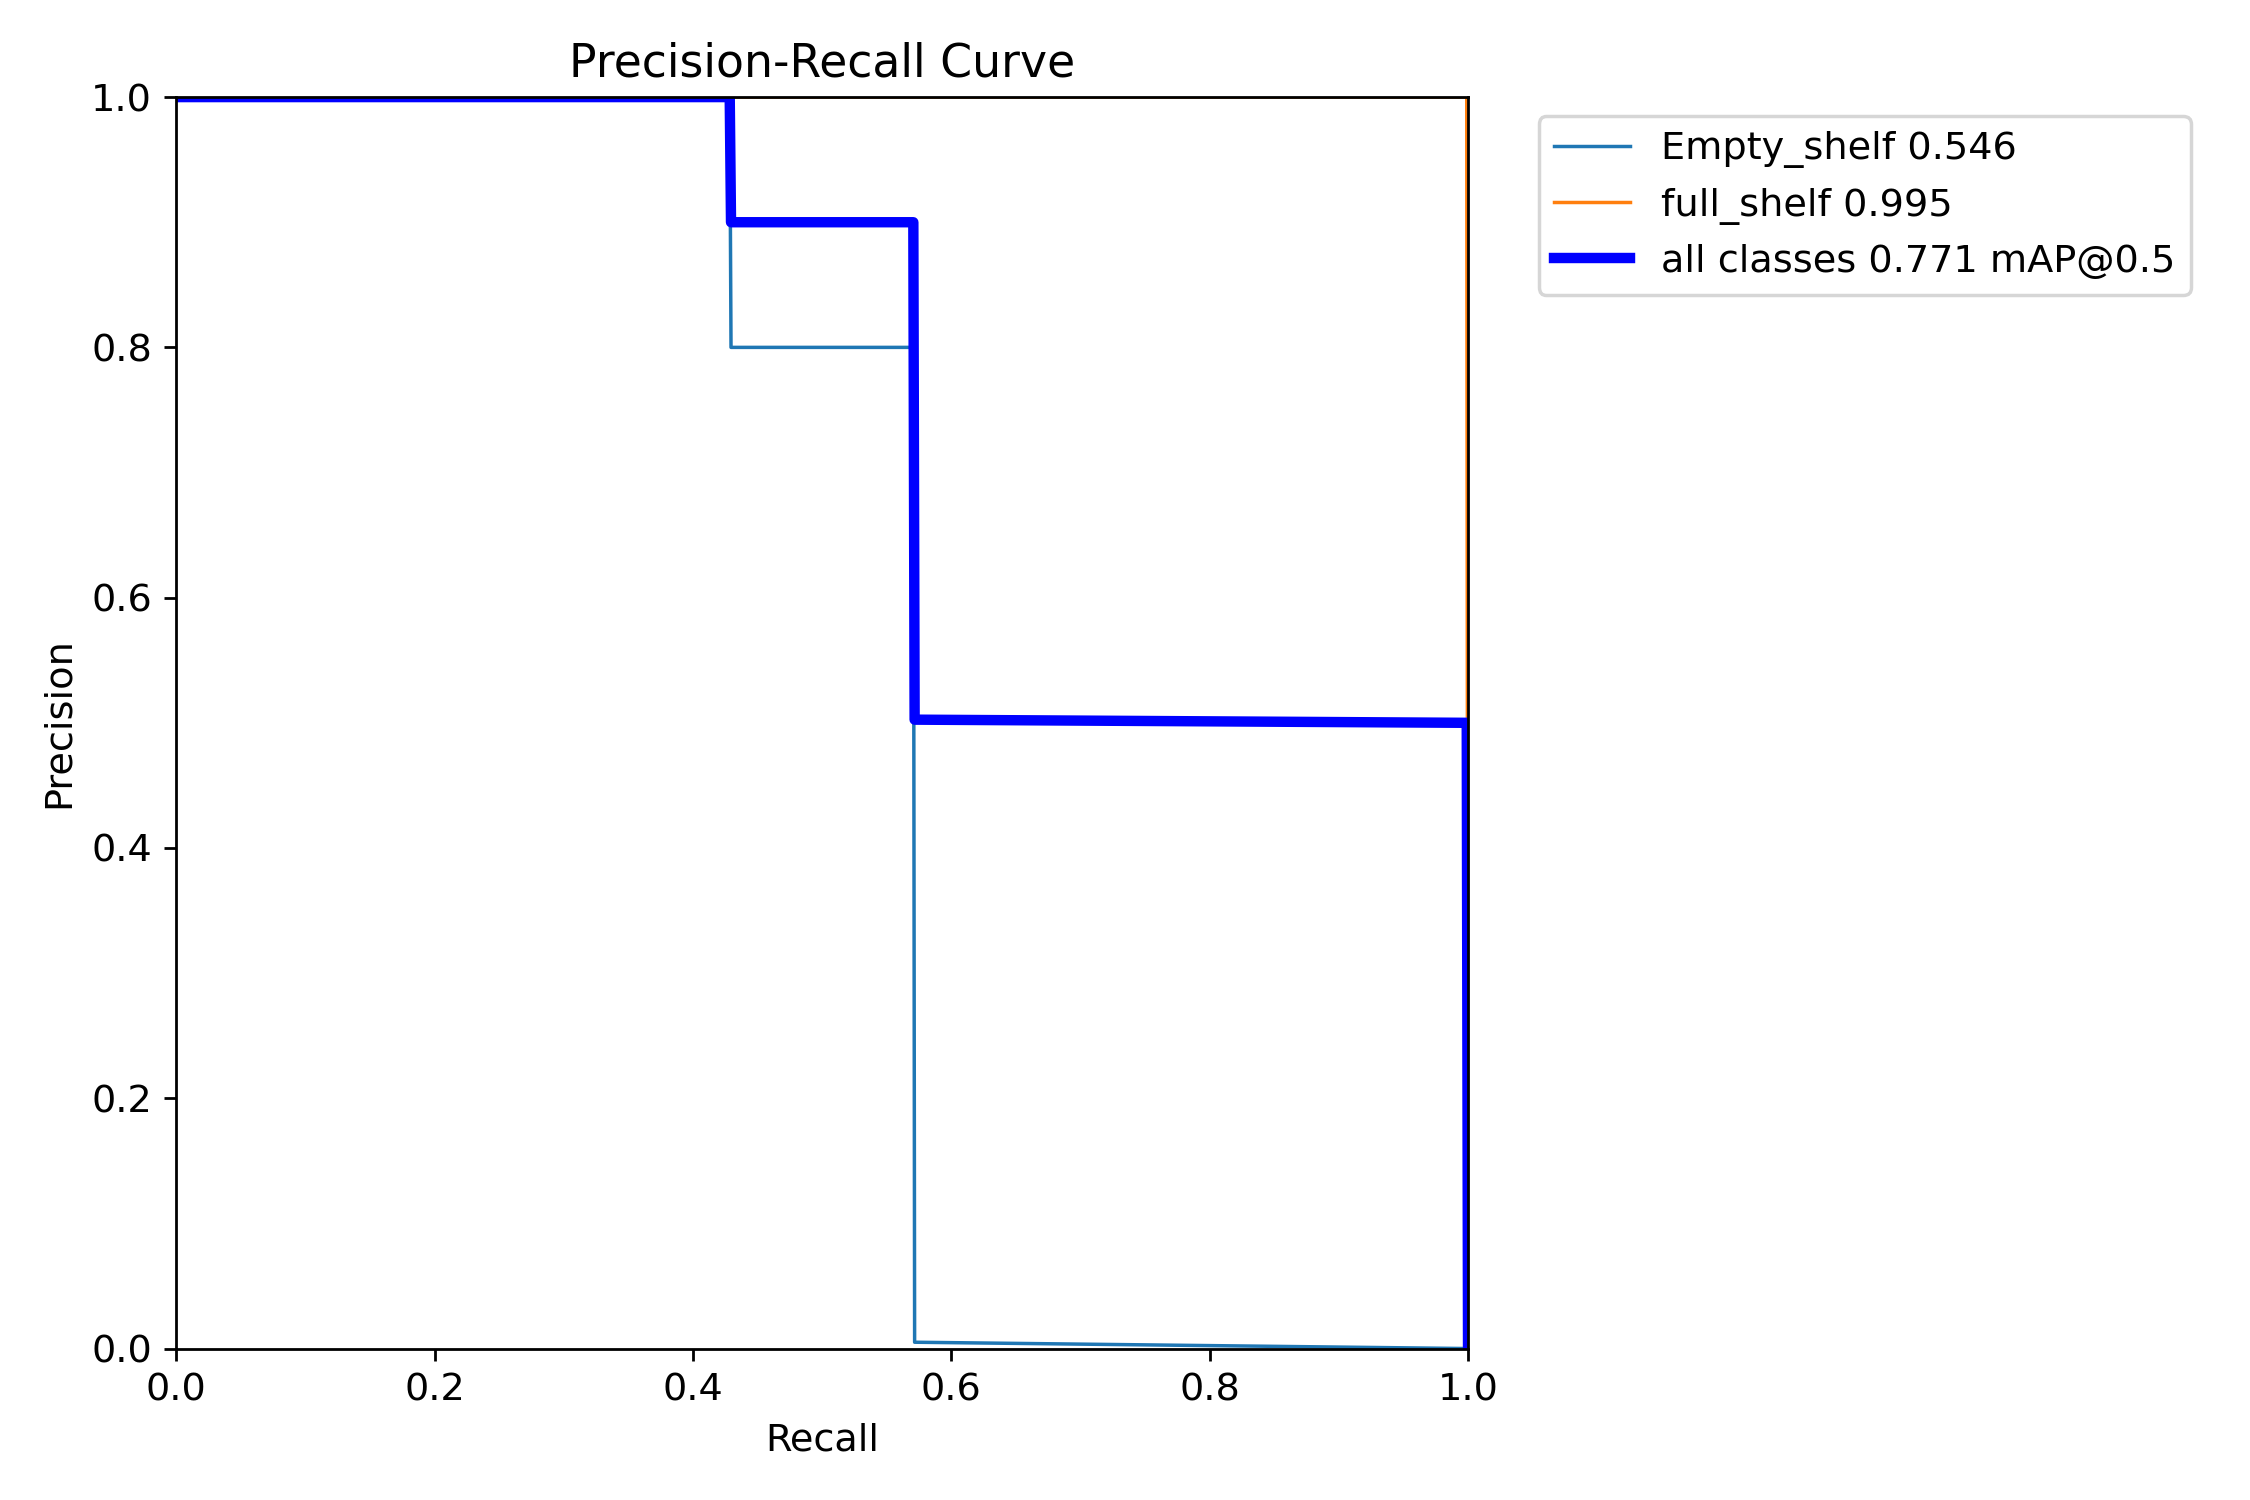 Precision-Recall Curve
1.0
0.8
0.6
0.4
0.2
0.0
Precision
0.0 0.2 0.4 0.6 0.8 1.0
Recall
Empty_shelf 0.546
full_shelf 0.995
all classes 0.771 mAP@0.5